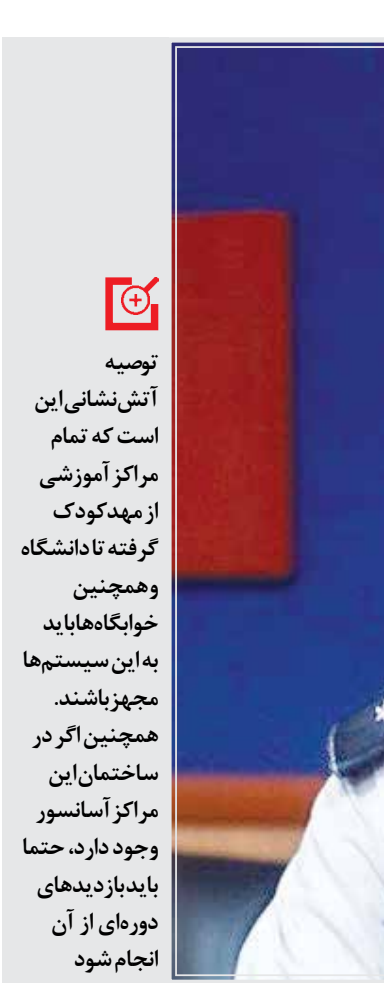 توصیه
آتش‌نشانی این
است که تمام
مراکز آموزشی
از مهدکودک
گرفته تا دانشگاه
و همچنین
خوابگاه‌ها باید
به این سیستم‌ها
مجهز باشند.
همچنین اگر در
ساختمان این
مراکز آسانسور
وجود دارد، حتما
باید بازدیدهای
دوره‌ای از آن
انجام شود